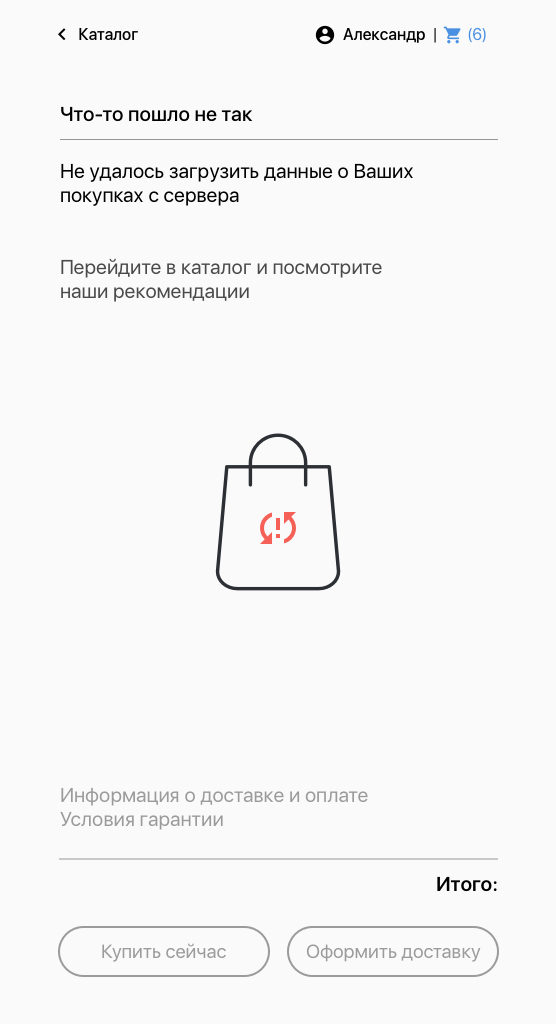 Каталог
Александр | (6)
Что-то пошло не так
Не удалось загрузить данные о Ваших
покупках с сервера
Перейдите в каталог и посмотрите
наши рекомендации
Информация о доставке и оплате
Условия гарантии
Итого:
Купить сейчас
Оформить доставку